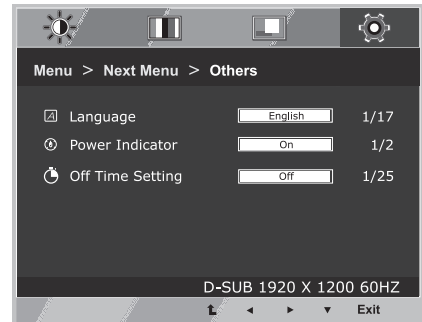 Menu > Next Menu > Others
Language English 1/17
Power Indicator On 1/2
Off Time Setting Off 1/25
D-SUB 1920 X 1200 60HZ
Exit